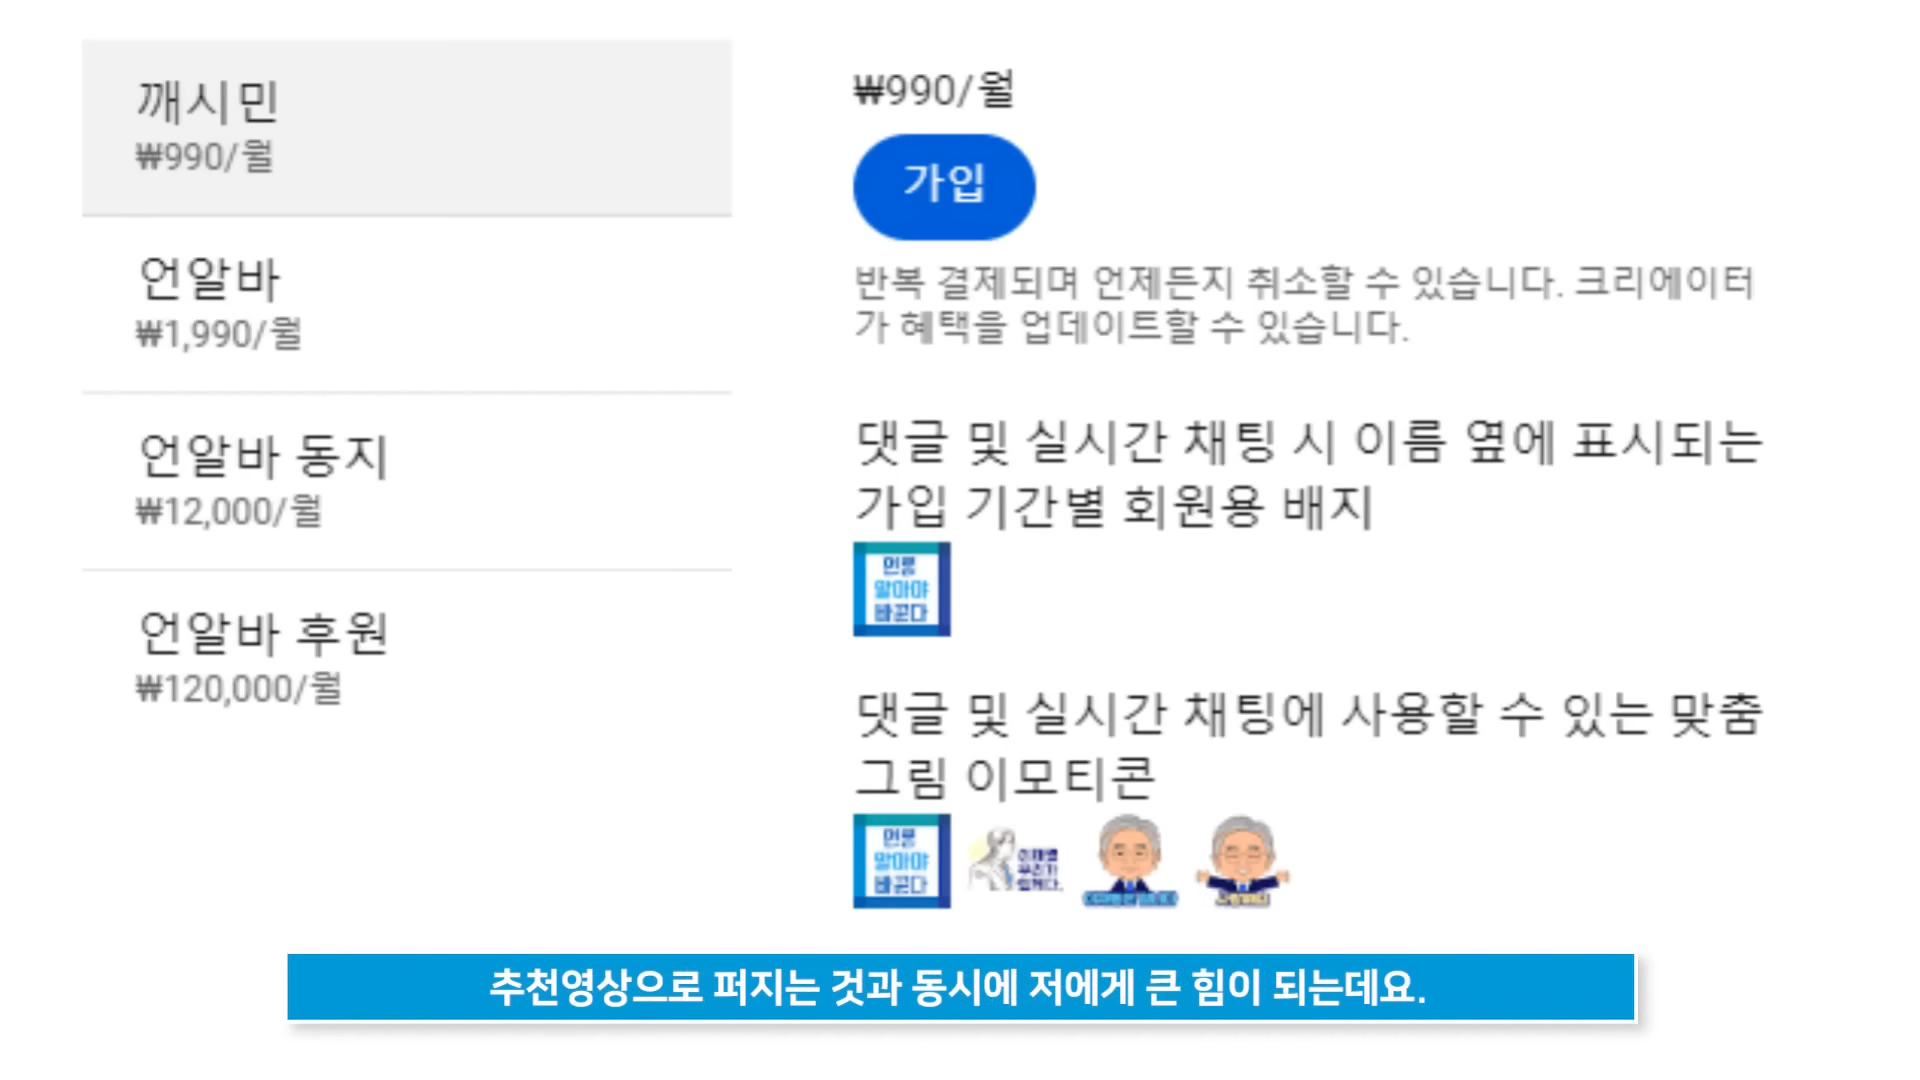 깨시민
₩990/월
언알바
₩1,990/월
언알바 동지
₩12,000/월
언알바 후원
₩120,000/월
₩990/월
가입
반복 결제되며 언제든지 취소할 수 있습니다. 크리에이터
가 혜택을 업데이트할 수 있습니다.
댓글 및 실시간 채팅 시 이름 옆에 표시되는
가입 기간별 회원용 배지
언론
알아야
바꾼다
댓글 및 실시간 채팅에 사용할 수 있는 맞춤
그림 이모티콘
언론
알아야
바꾼다
추천영상으로 퍼지는 것과 동시에 저에게 큰 힘이 되는데요.